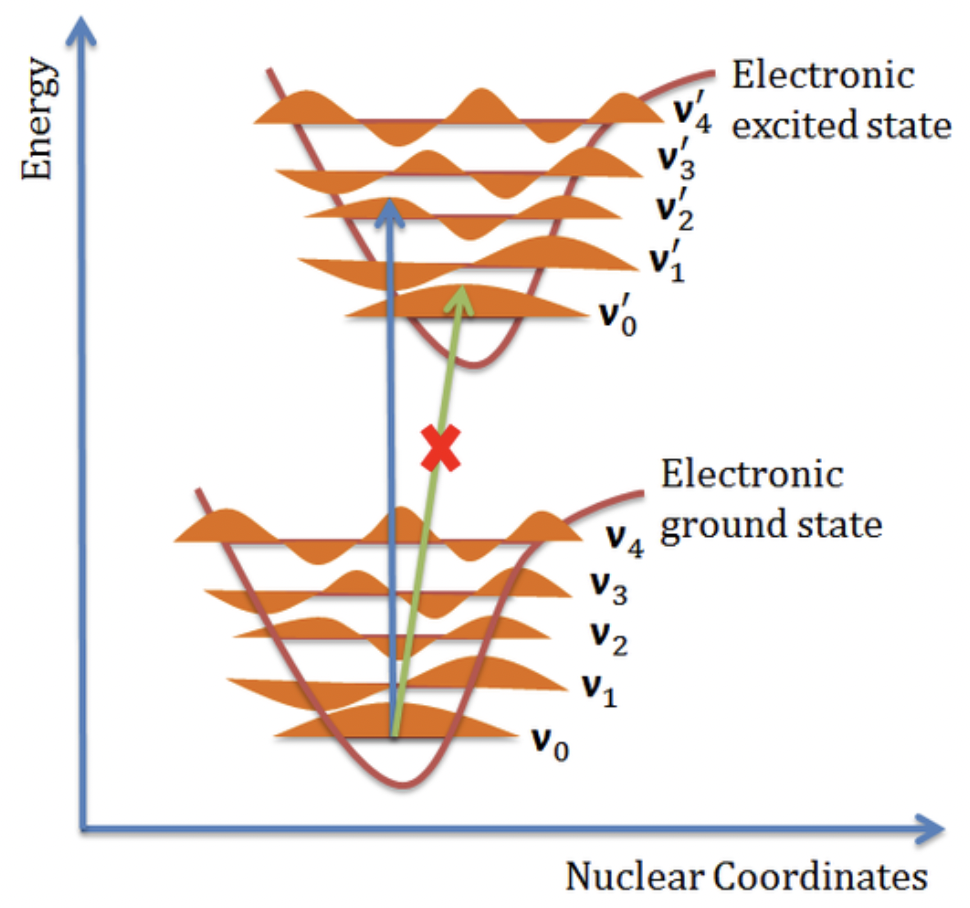 Energy
Electronic
excited state
ν′₄
ν′₃
ν′₂
ν′₁
ν′₀
Electronic
ground state
ν₄
ν₃
ν₂
ν₁
ν₀
Nuclear Coordinates